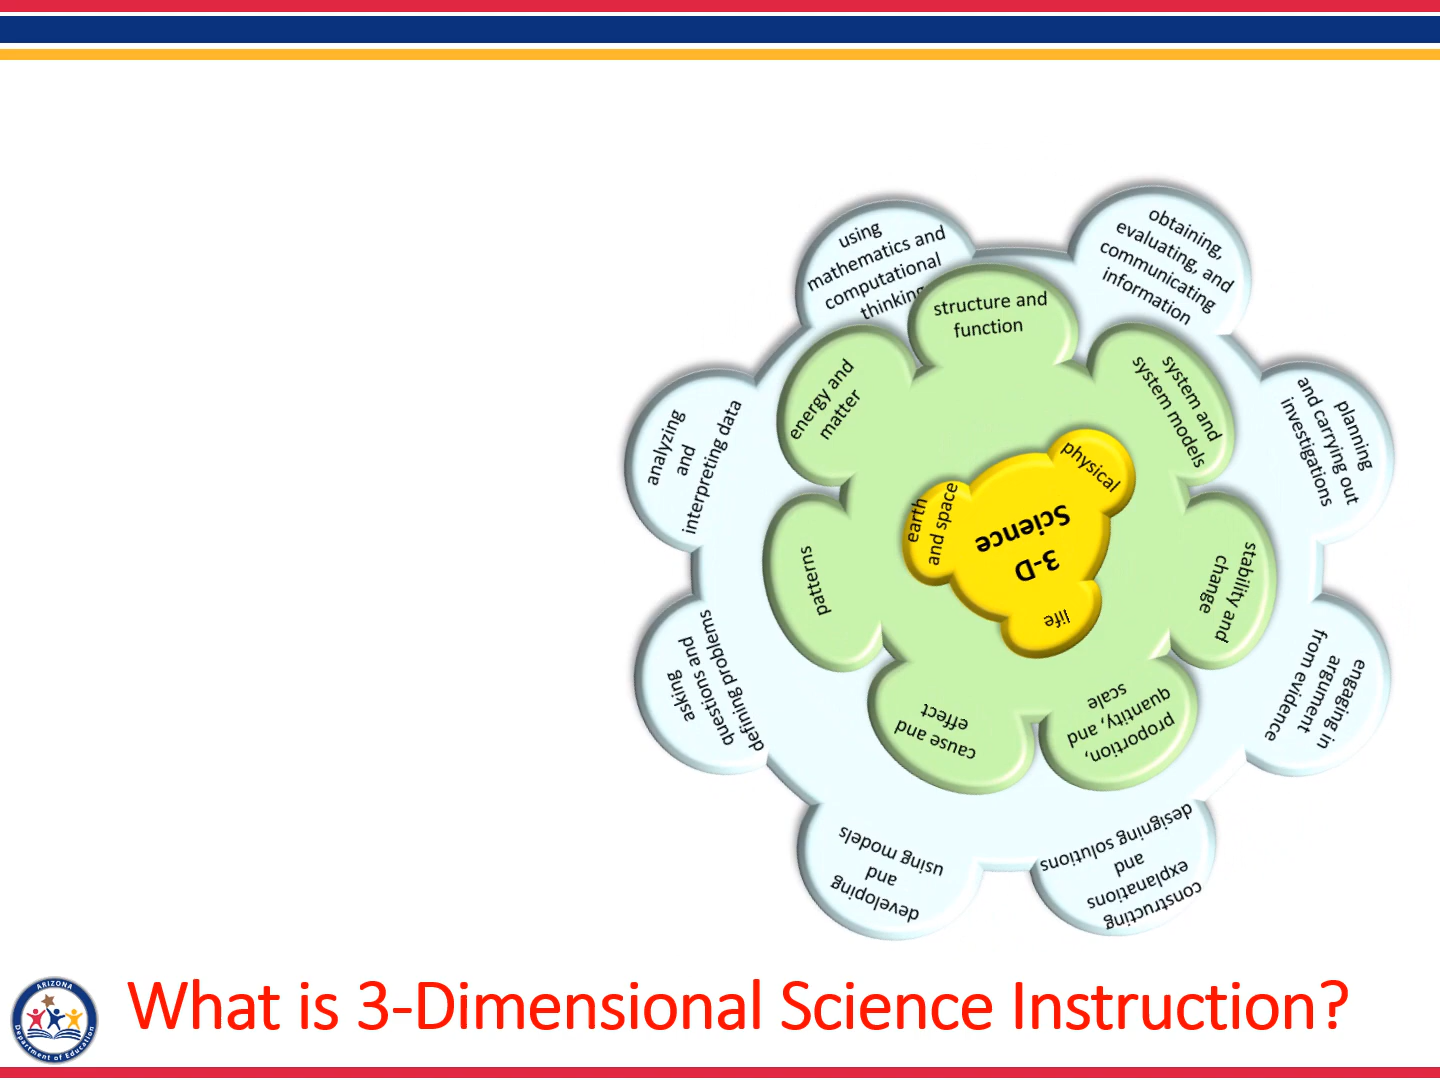 using
mathematics and
computational
thinking
obtaining,
evaluating, and
communicating
information
structure and
function
energy and
matter
system and
system models
analyzing
and
interpreting data
planning
and carrying out
investigations
physical
earth
and space
3-D
Science
life
patterns
stability and
change
asking
questions and
defining problems
engaging in
argument
from evidence
cause and
effect
proportion,
quantity, and
scale
developing
and
using models
constructing
explanations
and
designing solutions
What is 3-Dimensional Science Instruction?
ARIZONA
Department of Education